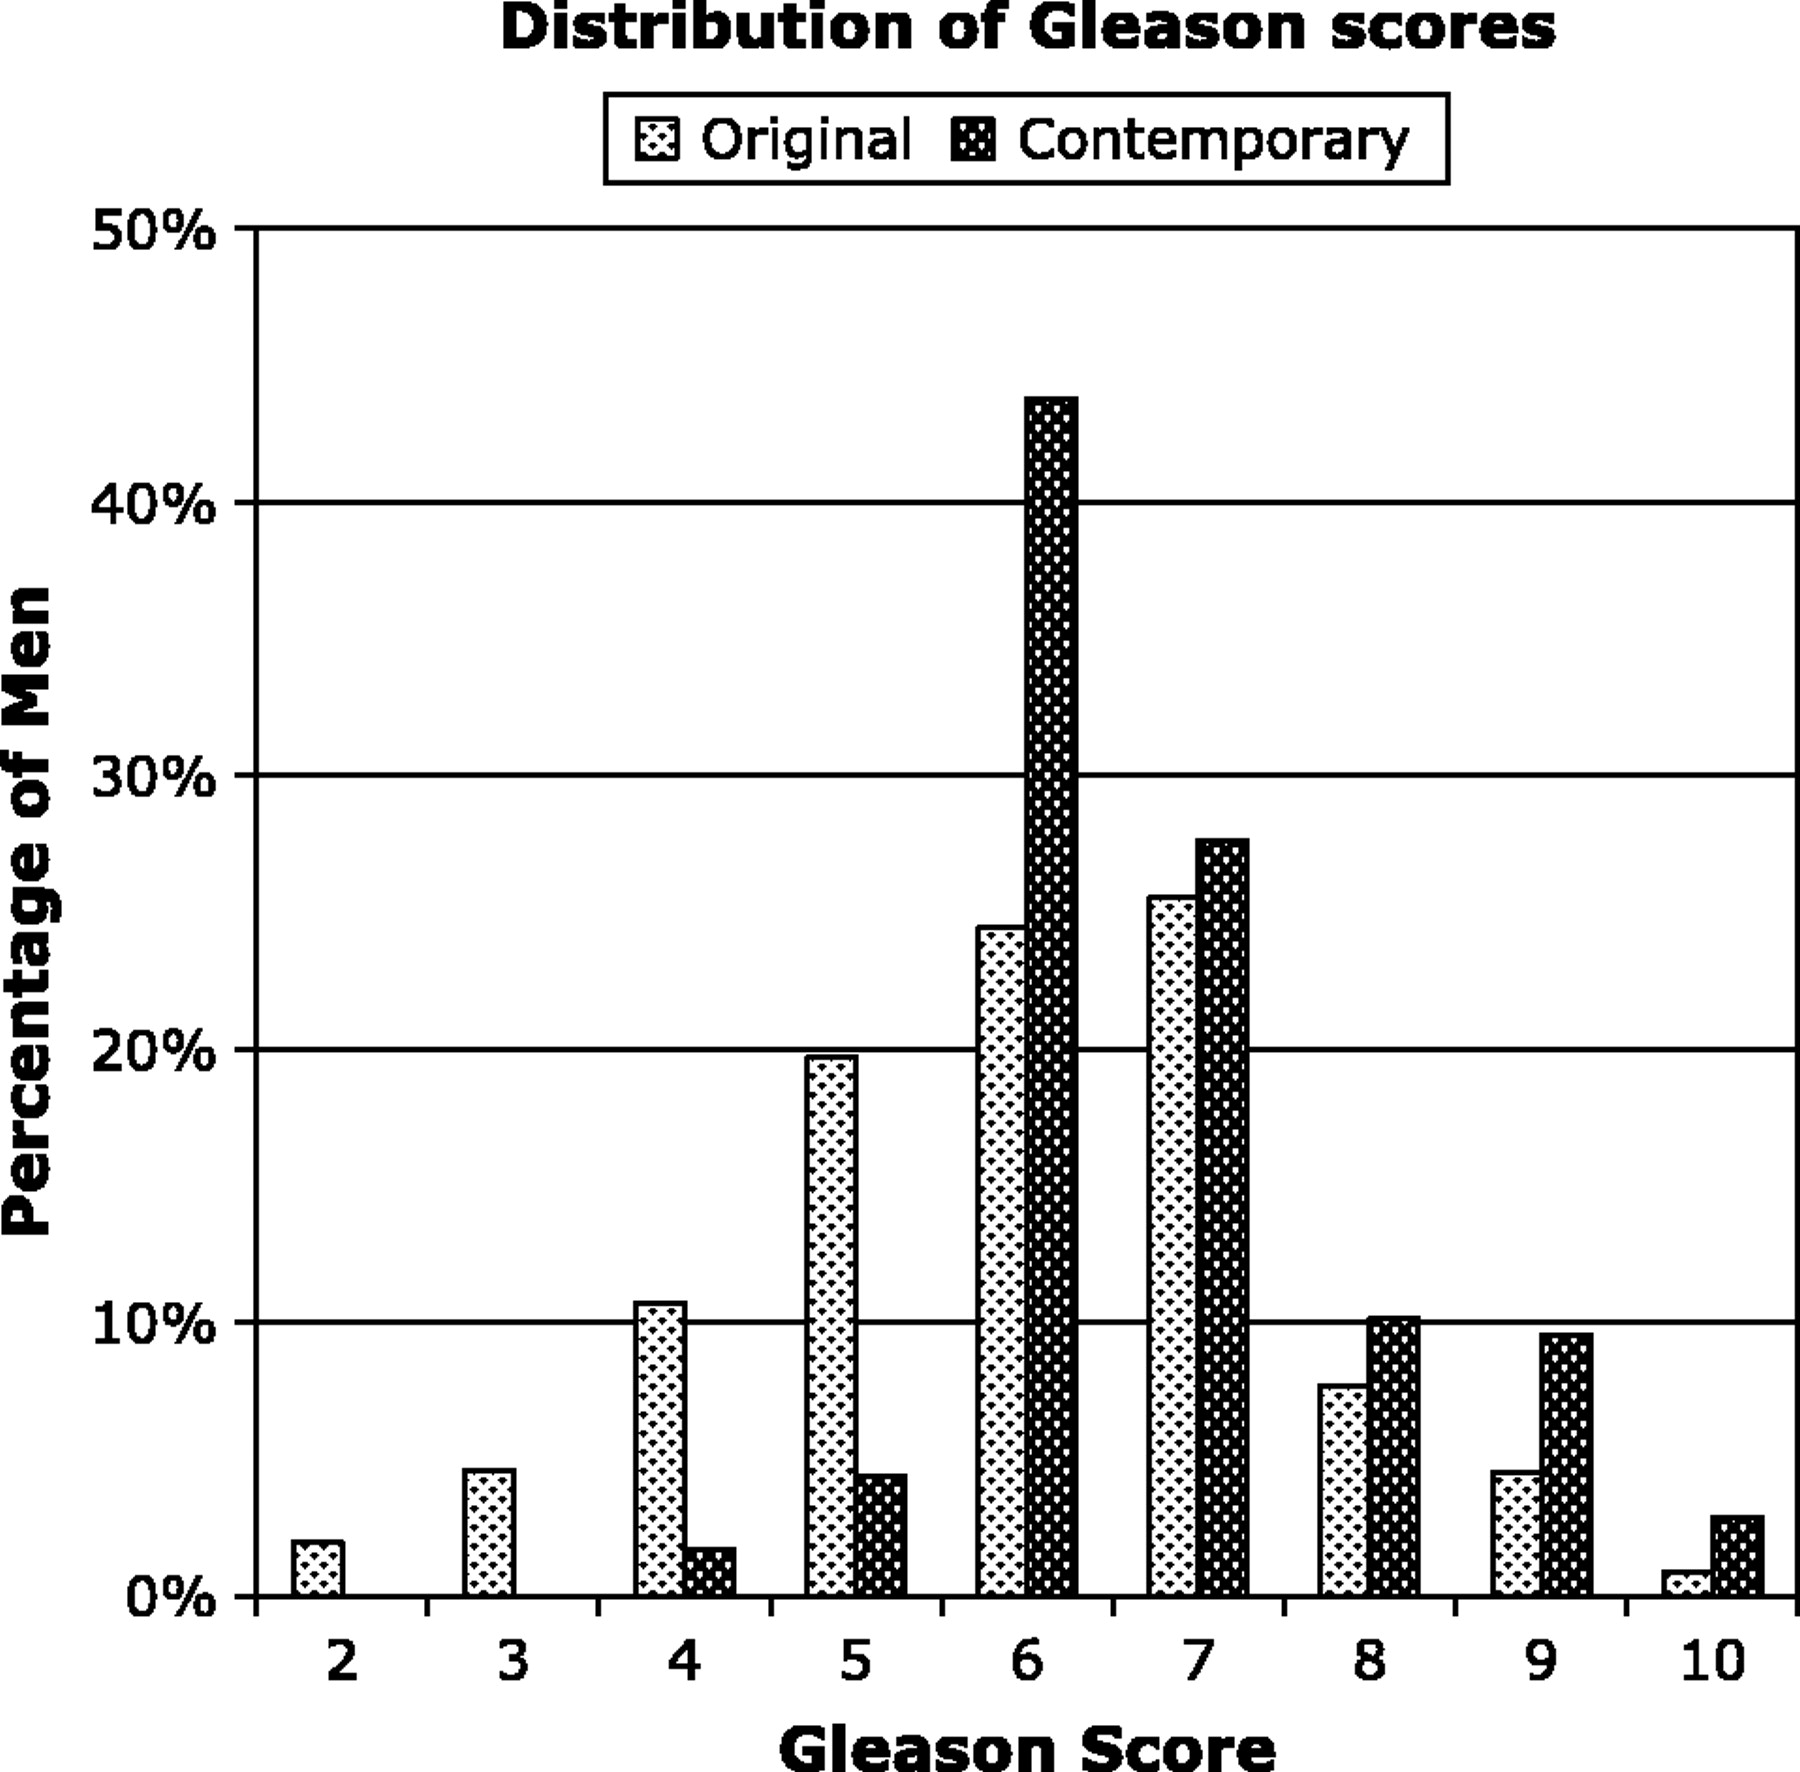 Distribution of Gleason scores
Original Contemporary
50%
40%
30%
20%
10%
0%
Percentage of Men
2 3 4 5 6 7 8 9 10
Gleason Score